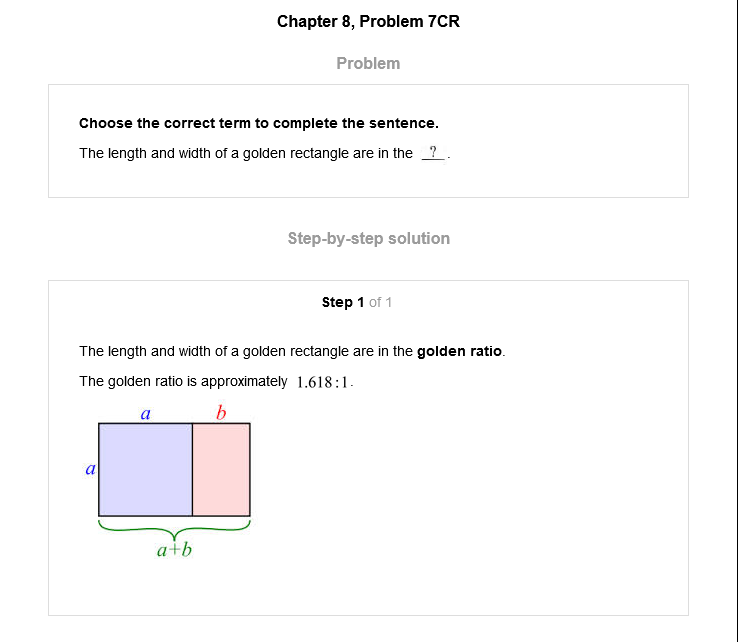 Chapter 8, Problem 7CR
Problem
Choose the correct term to complete the sentence.
The length and width of a golden rectangle are in the ? .
Step-by-step solution
Step 1 of 1
The length and width of a golden rectangle are in the golden ratio.
The golden ratio is approximately 1.618:1.
a b
a
a+b